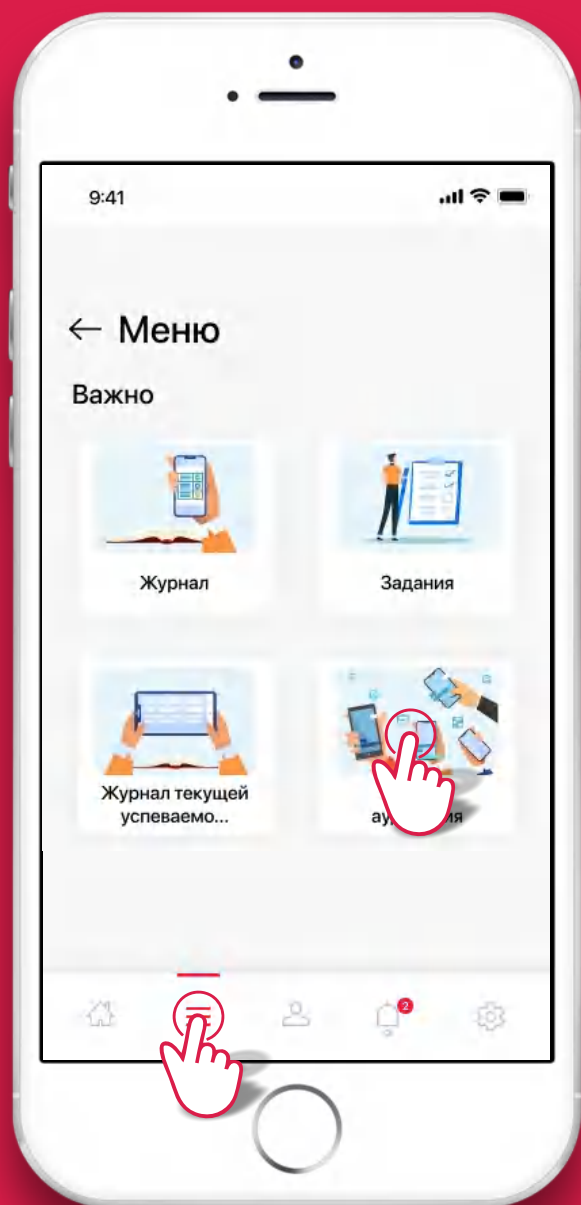 9:41
← Меню
Важно
Журнал
Задания
Журнал текущей
успеваемо...
2